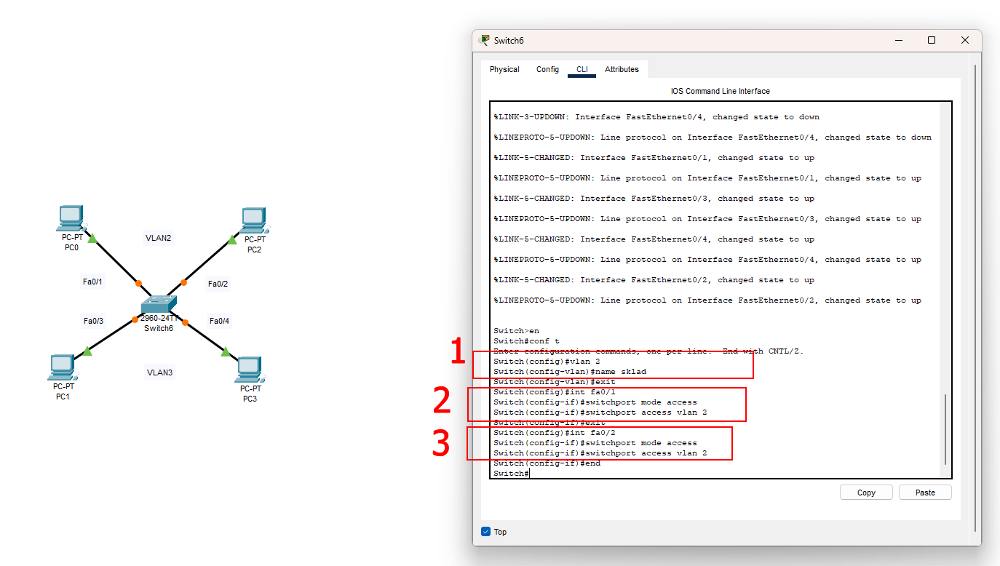 Switch6
Physical Config CLI Attributes
IOS Command Line Interface
%LINK-3-UPDOWN: Interface FastEthernet0/4, changed state to down
%LINEPROTO-5-UPDOWN: Line protocol on Interface FastEthernet0/4, changed state to down
%LINK-5-CHANGED: Interface FastEthernet0/1, changed state to up
%LINEPROTO-5-UPDOWN: Line protocol on Interface FastEthernet0/1, changed state to up
%LINK-5-CHANGED: Interface FastEthernet0/3, changed state to up
%LINEPROTO-5-UPDOWN: Line protocol on Interface FastEthernet0/3, changed state to up
%LINK-5-CHANGED: Interface FastEthernet0/4, changed state to up
%LINEPROTO-5-UPDOWN: Line protocol on Interface FastEthernet0/4, changed state to up
%LINK-5-CHANGED: Interface FastEthernet0/2, changed state to up
%LINEPROTO-5-UPDOWN: Line protocol on Interface FastEthernet0/2, changed state to up
Switch>en
Switch#conf t
Enter configuration commands, one per line. End with CNTL/Z.
1
Switch(config)#vlan 2
Switch(config-vlan)#name sklad
Switch(config-vlan)#exit
2
Switch(config)#int fa0/1
Switch(config-if)#switchport mode access
Switch(config-if)#switchport access vlan 2
Switch(config-if)#exit
3
Switch(config)#int fa0/2
Switch(config-if)#switchport mode access
Switch(config-if)#switchport access vlan 2
Switch(config-if)#end
Switch#
Copy Paste
Top
PC-PT
PC0
VLAN2
PC-PT
PC2
Fa0/1
Fa0/2
Fa0/3
2960-24TT
Switch6
Fa0/4
VLAN3
PC-PT
PC1
PC-PT
PC3